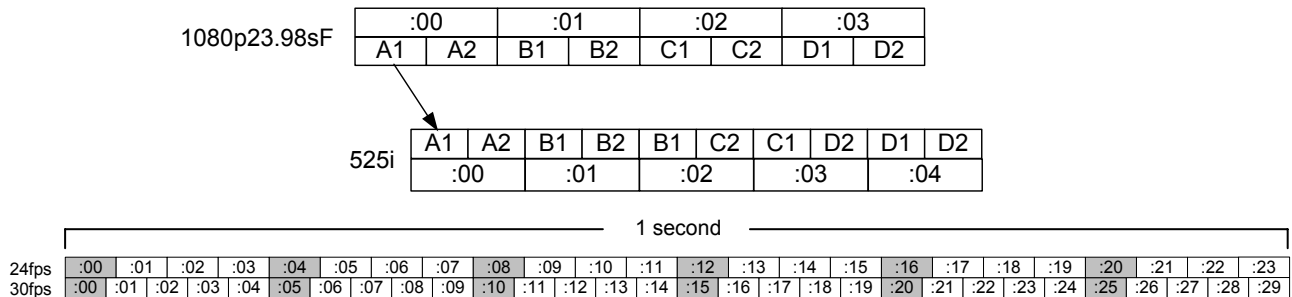 :00 :01 :02 :03
1080p23.98sF
A1 A2 B1 B2 C1 C2 D1 D2
A1 A2 B1 B2 B1 C2 C1 D2 D1 D2
525i
:00 :01 :02 :03 :04
1 second
24fps :00 :01 :02 :03 :04 :05 :06 :07 :08 :09 :10 :11 :12 :13 :14 :15 :16 :17 :18 :19 :20 :21 :22 :23
30fps :00 :01 :02 :03 :04 :05 :06 :07 :08 :09 :10 :11 :12 :13 :14 :15 :16 :17 :18 :19 :20 :21 :22 :23 :24 :25 :26 :27 :28 :29